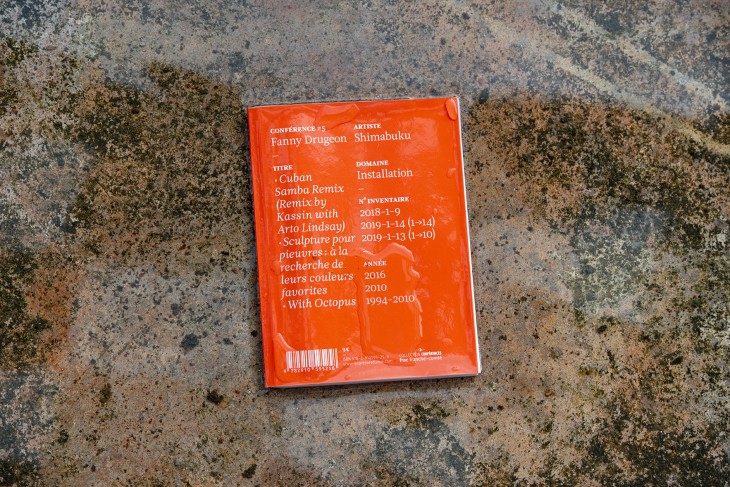 CONFÉRENCE #5
Fanny Drugeon
TITRE
· Cuban
Samba Remix
(Remix by
Kassin with
Arto Lindsay)
· Sculpture pour
pieuvres : à la
recherche de
leurs couleurs
favorites
· With Octopus
ARTISTE
Shimabuku
DOMAINE
Installation
N° INVENTAIRE
2018-1-9
2019-1-14 (1→14)
2019-1-13 (1→10)
ANNÉE
2016
2010
1994-2010
5€
CONFÉRENCES